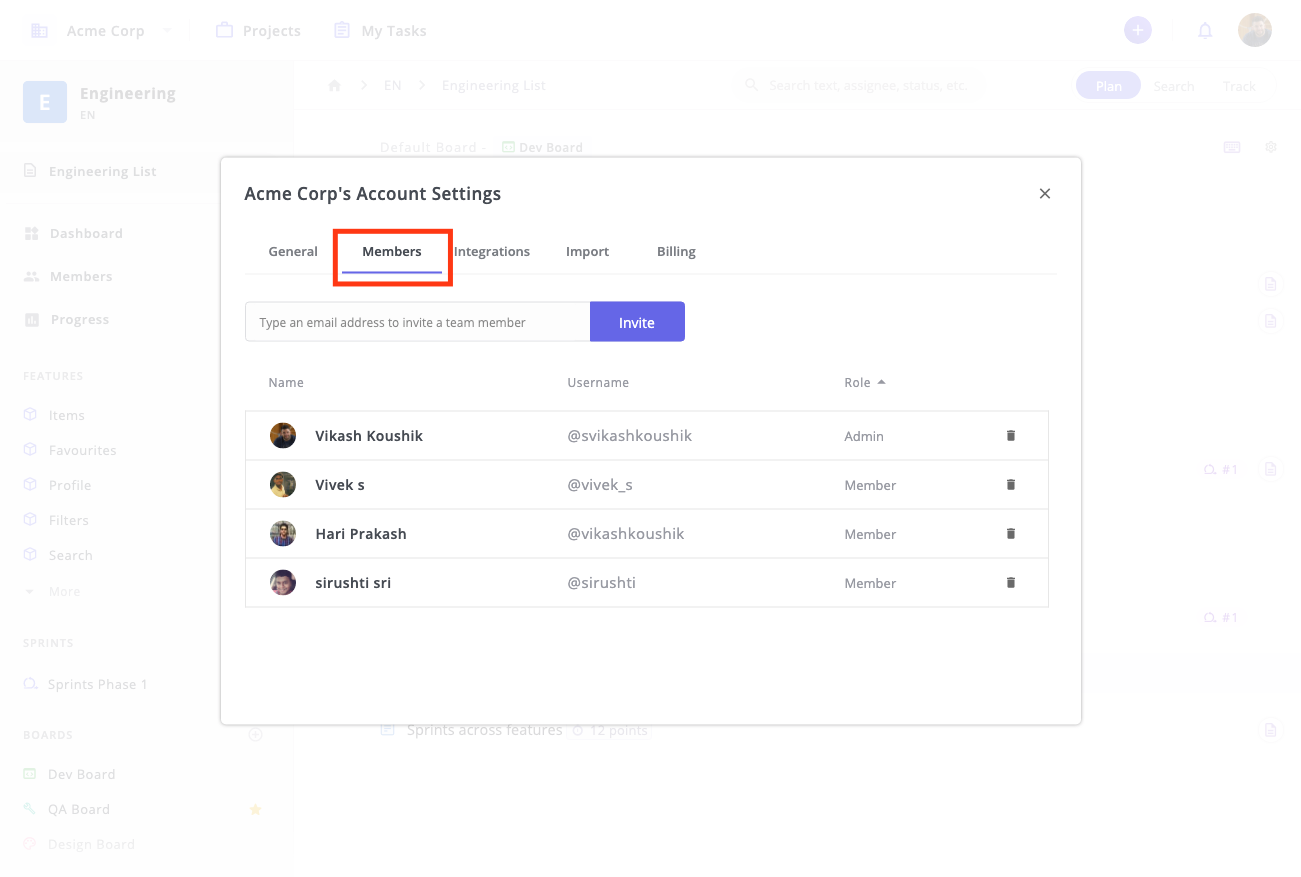 Acme Corp Projects My Tasks
E Engineering
EN
EN Engineering List Search text, assignee, status, etc. Plan Search Track
Default Board - Dev Board
Engineering List
Dashboard
Members
Progress
FEATURES
Items
Favourites
Profile
Filters
Search
More
SPRINTS
Sprints Phase 1
BOARDS
Dev Board
QA Board
Design Board
Acme Corp's Account Settings
General Members Integrations Import Billing
Type an email address to invite a team member Invite
Name Username Role
Vikash Koushik @svikashkoushik Admin
Vivek s @vivek_s Member
Hari Prakash @vikashkoushik Member
sirushti sri @sirushti Member
#1
#1
Sprints across features 12 points